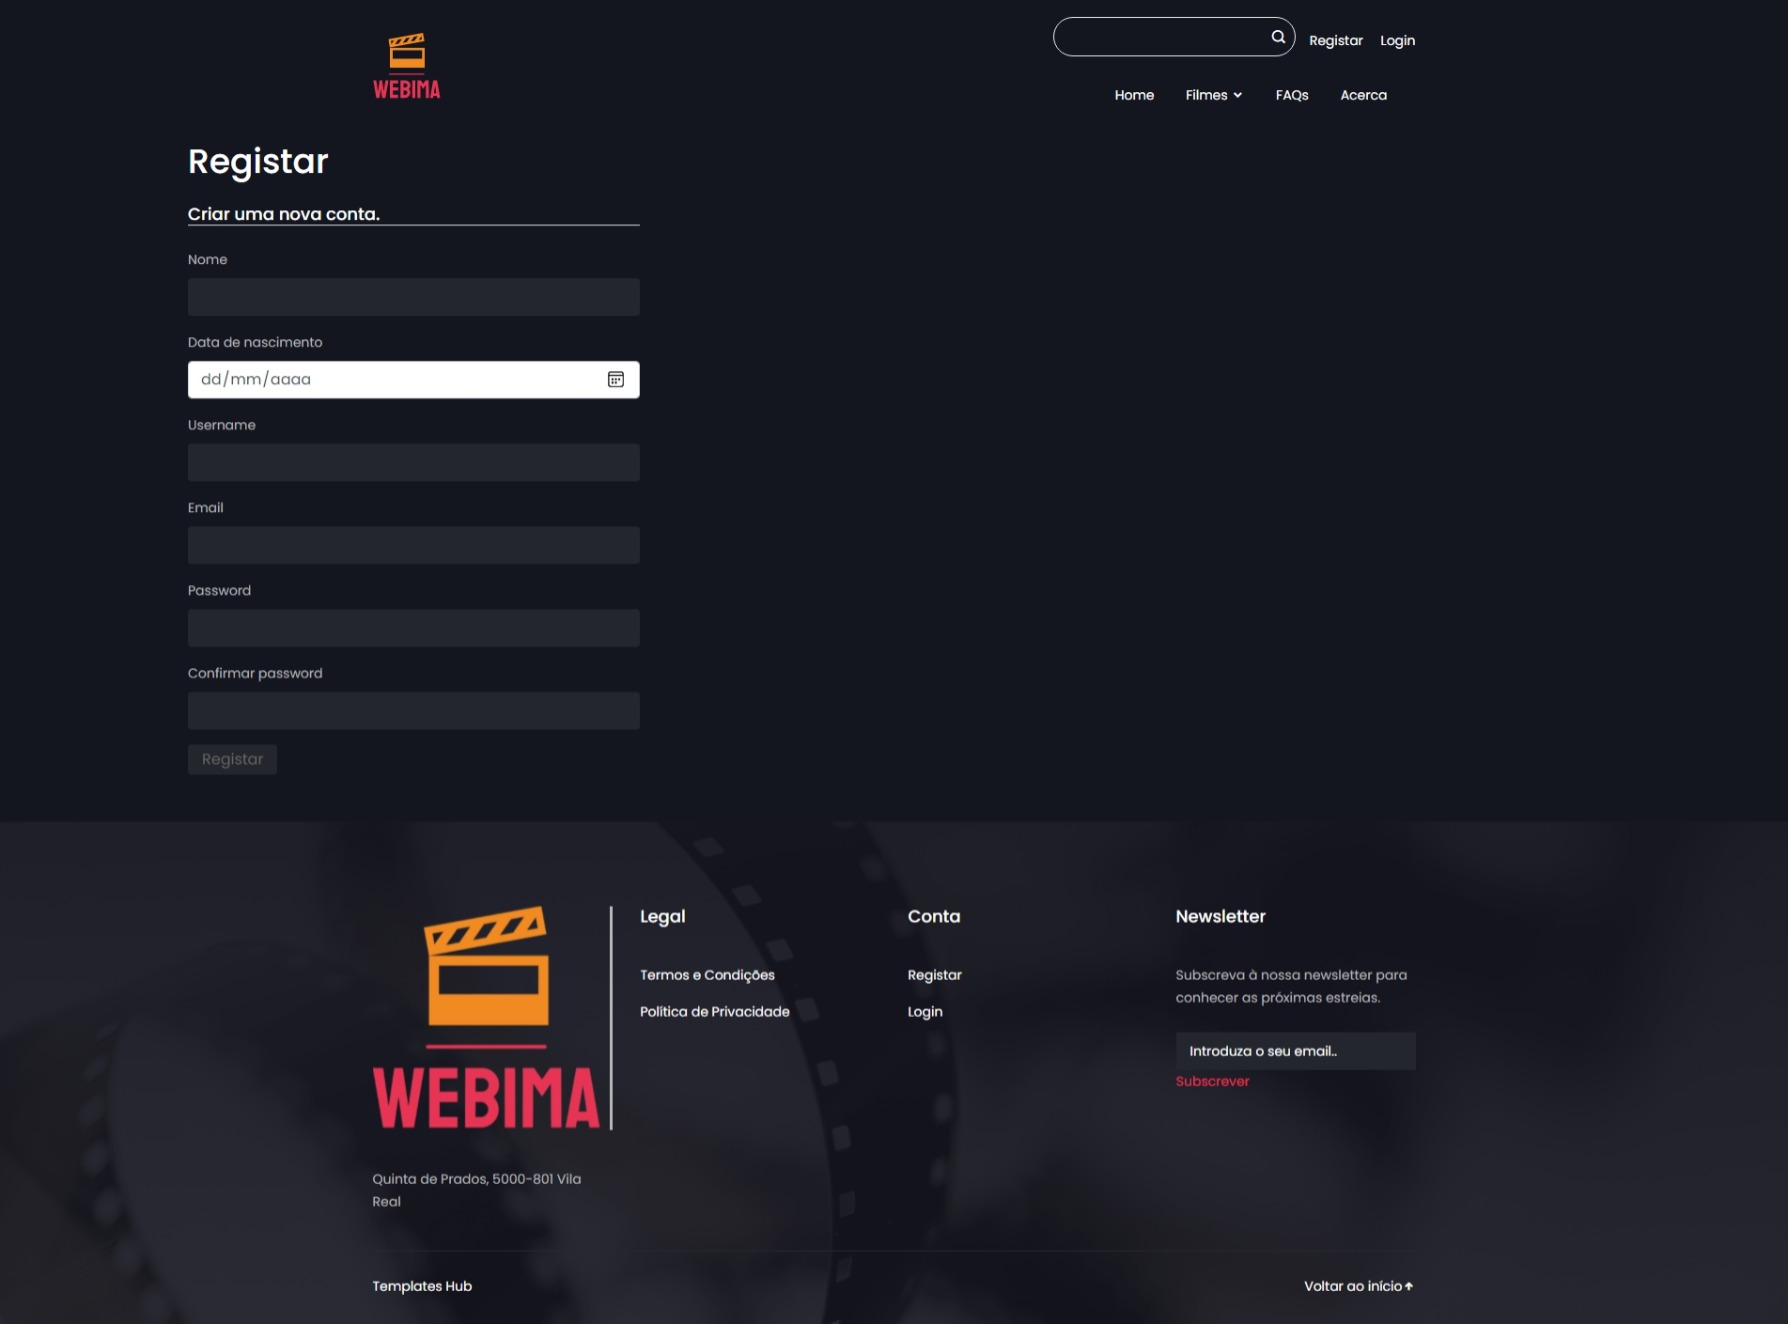 WEBIMA
Registar
Login
Home
Filmes
FAQs
Acerca
Registar
Criar uma nova conta.
Nome
Data de nascimento
dd/mm/aaaa
Username
Email
Password
Confirmar password
Registar
WEBIMA
Quinta de Prados, 5000-801 Vila
Real
Legal
Termos e Condições
Política de Privacidade
Conta
Registar
Login
Newsletter
Subscreva à nossa newsletter para
conhecer as próximas estreias.
Introduza o seu email..
Subscrever
Templates Hub
Voltar ao início